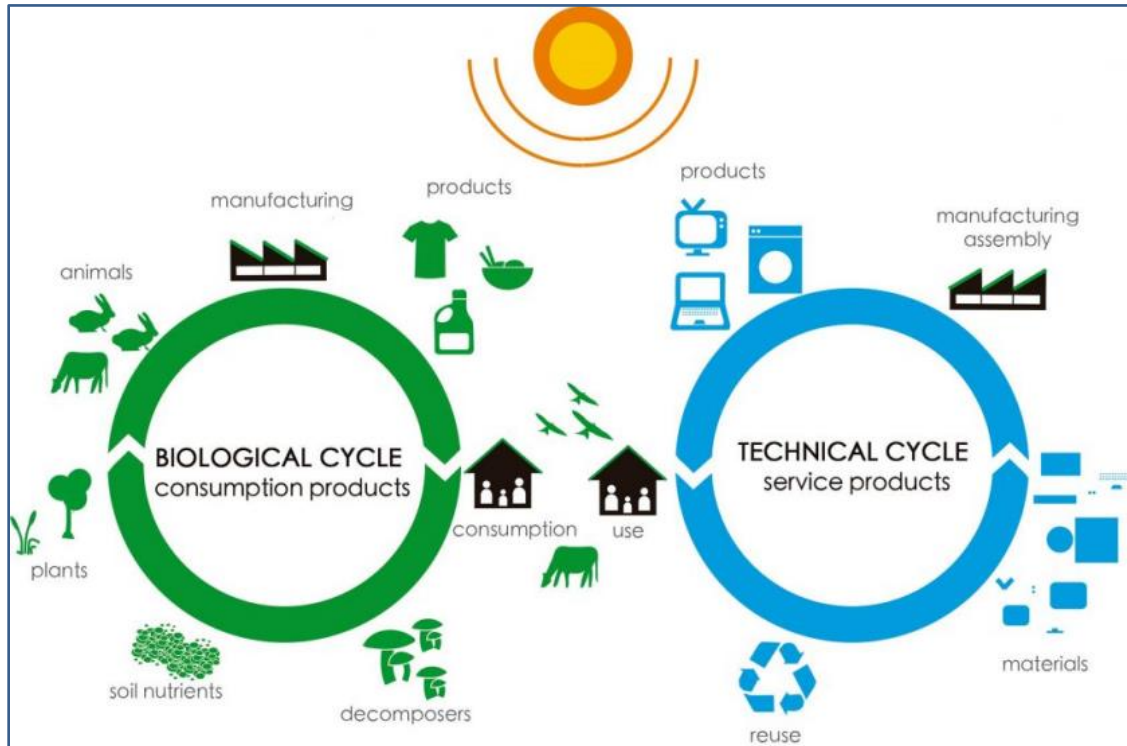 products
products
manufacturing
manufacturing
assembly
animals
BIOLOGICAL CYCLE
consumption products
TECHNICAL CYCLE
service products
consumption
use
plants
soil nutrients
decomposers
reuse
materials